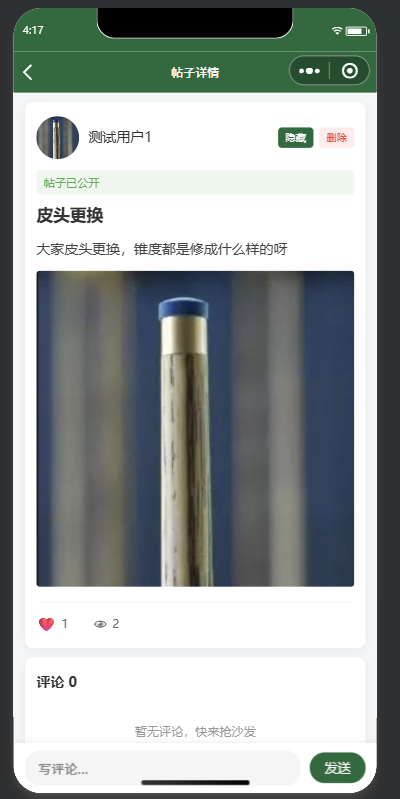 4:17
帖子详情
测试用户1
隐藏
删除
帖子已公开
皮头更换
大家皮头更换，锥度都是修成什么样的呀
1
2
评论 0
暂无评论，快来抢沙发
写评论...
发送